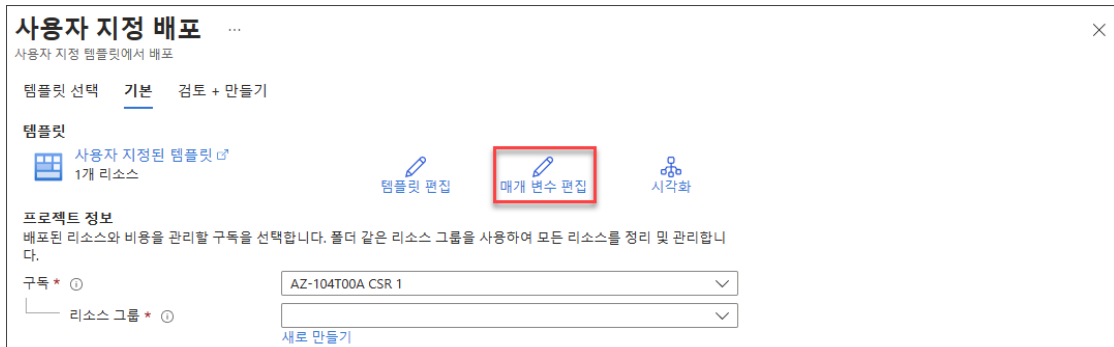 사용자 지정 배포 ...
사용자 지정 템플릿에서 배포
템플릿 선택 기본 검토 + 만들기
템플릿
사용자 지정된 템플릿
1개 리소스
템플릿 편집 매개 변수 편집 시각화
프로젝트 정보
배포된 리소스와 비용을 관리할 구독을 선택합니다. 폴더 같은 리소스 그룹을 사용하여 모든 리소스를 정리 및 관리합니
다.
구독 * AZ-104T00A CSR 1
리소스 그룹 *
새로 만들기